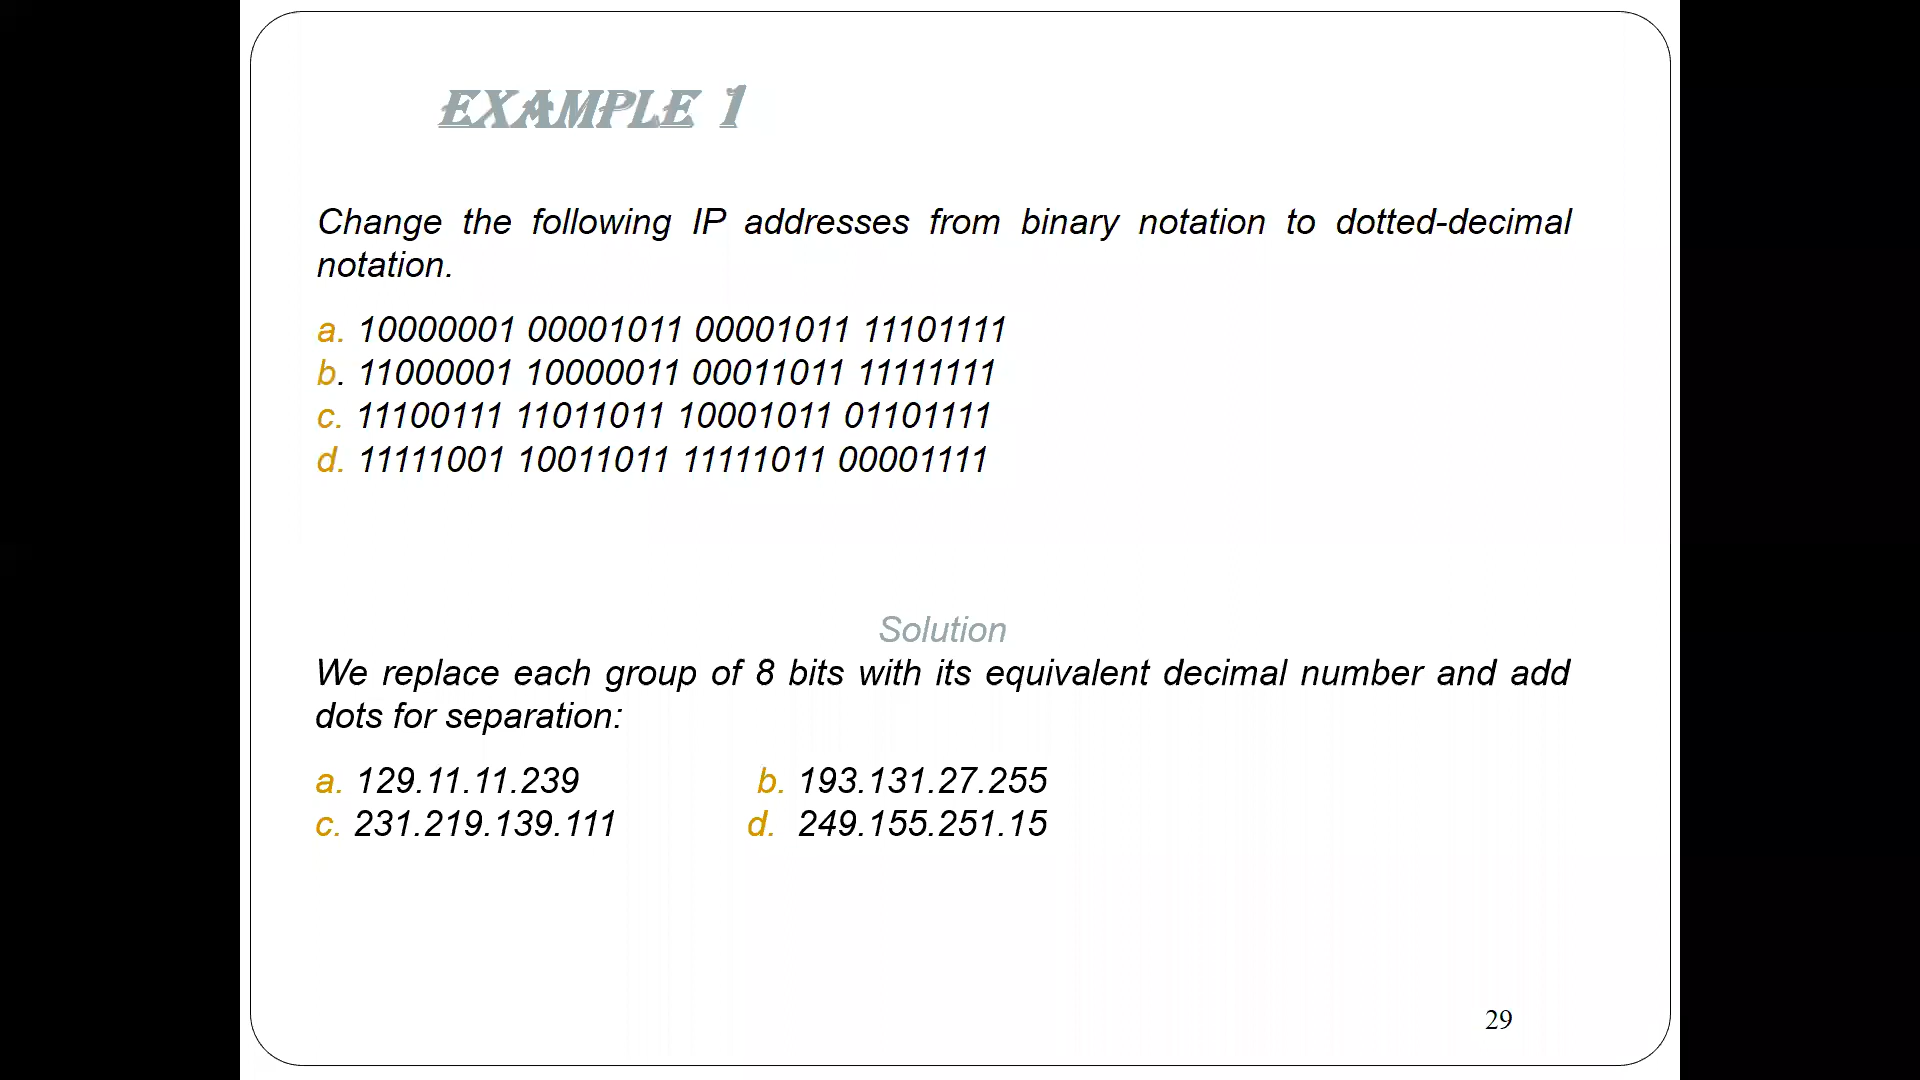 EXAMPLE 1
Change the following IP addresses from binary notation to dotted-decimal
notation.
a. 10000001 00001011 00001011 11101111
b. 11000001 10000011 00011011 11111111
c. 11100111 11011011 10001011 01101111
d. 11111001 10011011 11111011 00001111
Solution
We replace each group of 8 bits with its equivalent decimal number and add
dots for separation:
a. 129.11.11.239 b. 193.131.27.255
c. 231.219.139.111 d. 249.155.251.15
29